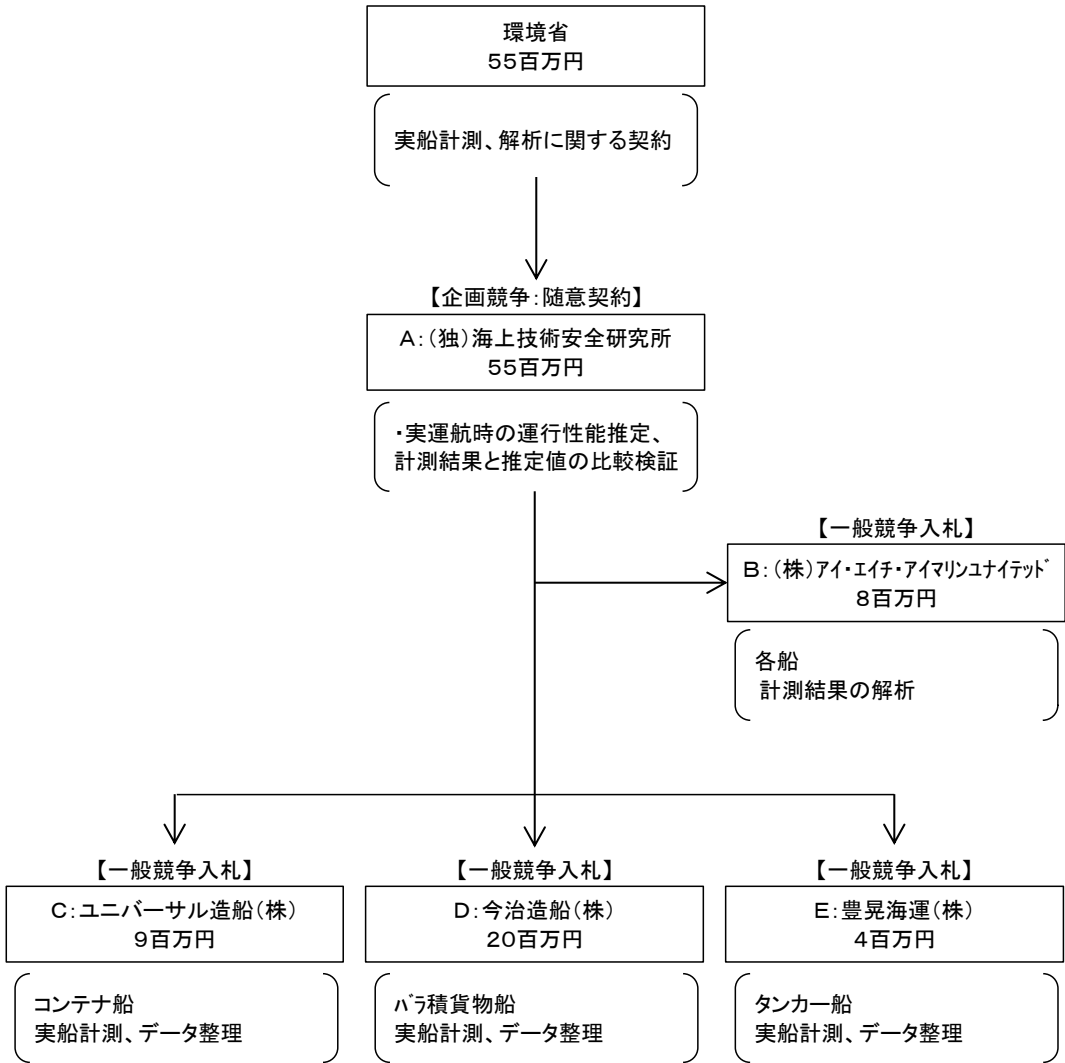 環境省
55百万円
実船計測、解析に関する契約
【企画競争：随意契約】
A：（独）海上技術安全研究所
55百万円
・実運航時の運行性能推定、
計測結果と推定値の比較検証
【一般競争入札】
B：（株）アイ・エイチ・アイマリンユナイテッド
8百万円
各船
計測結果の解析
【一般競争入札】
C：ユニバーサル造船（株）
9百万円
コンテナ船
実船計測、データ整理
【一般競争入札】
D：今治造船（株）
20百万円
バラ積貨物船
実船計測、データ整理
【一般競争入札】
E：豊晃海運（株）
4百万円
タンカー船
実船計測、データ整理